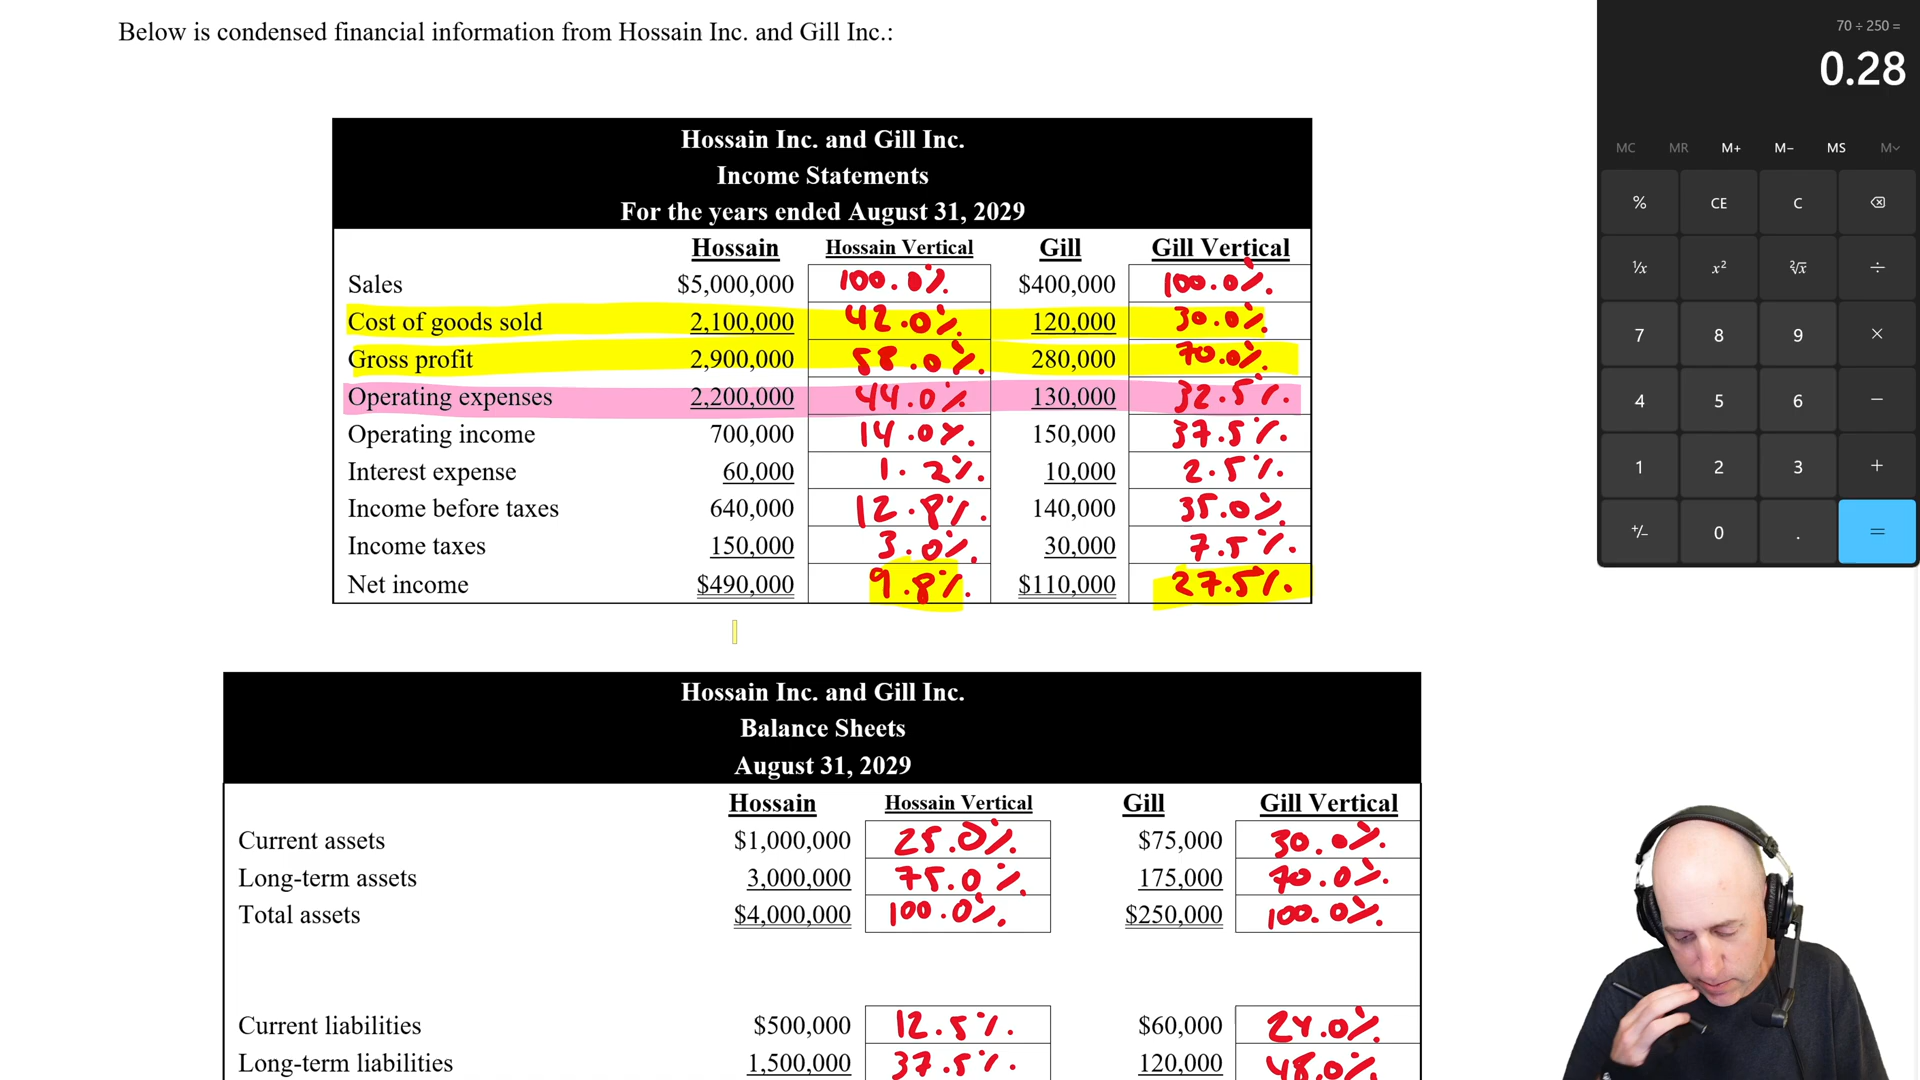 Below is condensed financial information from Hossain Inc. and Gill Inc.:
Hossain Inc. and Gill Inc.
Income Statements
For the years ended August 31, 2029
Hossain Hossain Vertical Gill Gill Vertical
Sales $5,000,000 100.0% $400,000 100.0%
Cost of goods sold 2,100,000 42.0% 120,000 30.0%
Gross profit 2,900,000 58.0% 280,000 70.0%
Operating expenses 2,200,000 44.0% 130,000 32.5%
Operating income 700,000 14.0% 150,000 37.5%
Interest expense 60,000 1.2% 10,000 2.5%
Income before taxes 640,000 12.8% 140,000 35.0%
Income taxes 150,000 3.0% 30,000 7.5%
Net income $490,000 9.8% $110,000 27.5%
Hossain Inc. and Gill Inc.
Balance Sheets
August 31, 2029
Hossain Hossain Vertical Gill Gill Vertical
Current assets $1,000,000 25.0% $75,000 30.0%
Long-term assets 3,000,000 75.0% 175,000 70.0%
Total assets $4,000,000 100.0% $250,000 100.0%
Current liabilities $500,000 12.5% $60,000 24.0%
Long-term liabilities 1,500,000 37.5% 120,000 48.0%
70 ÷ 250 =
0.28
MC MR M+ M− MS M˅
% CE C ⌫
¹/x x² ²√x ÷
7 8 9 ×
4 5 6 −
1 2 3 +
+/− 0 . =